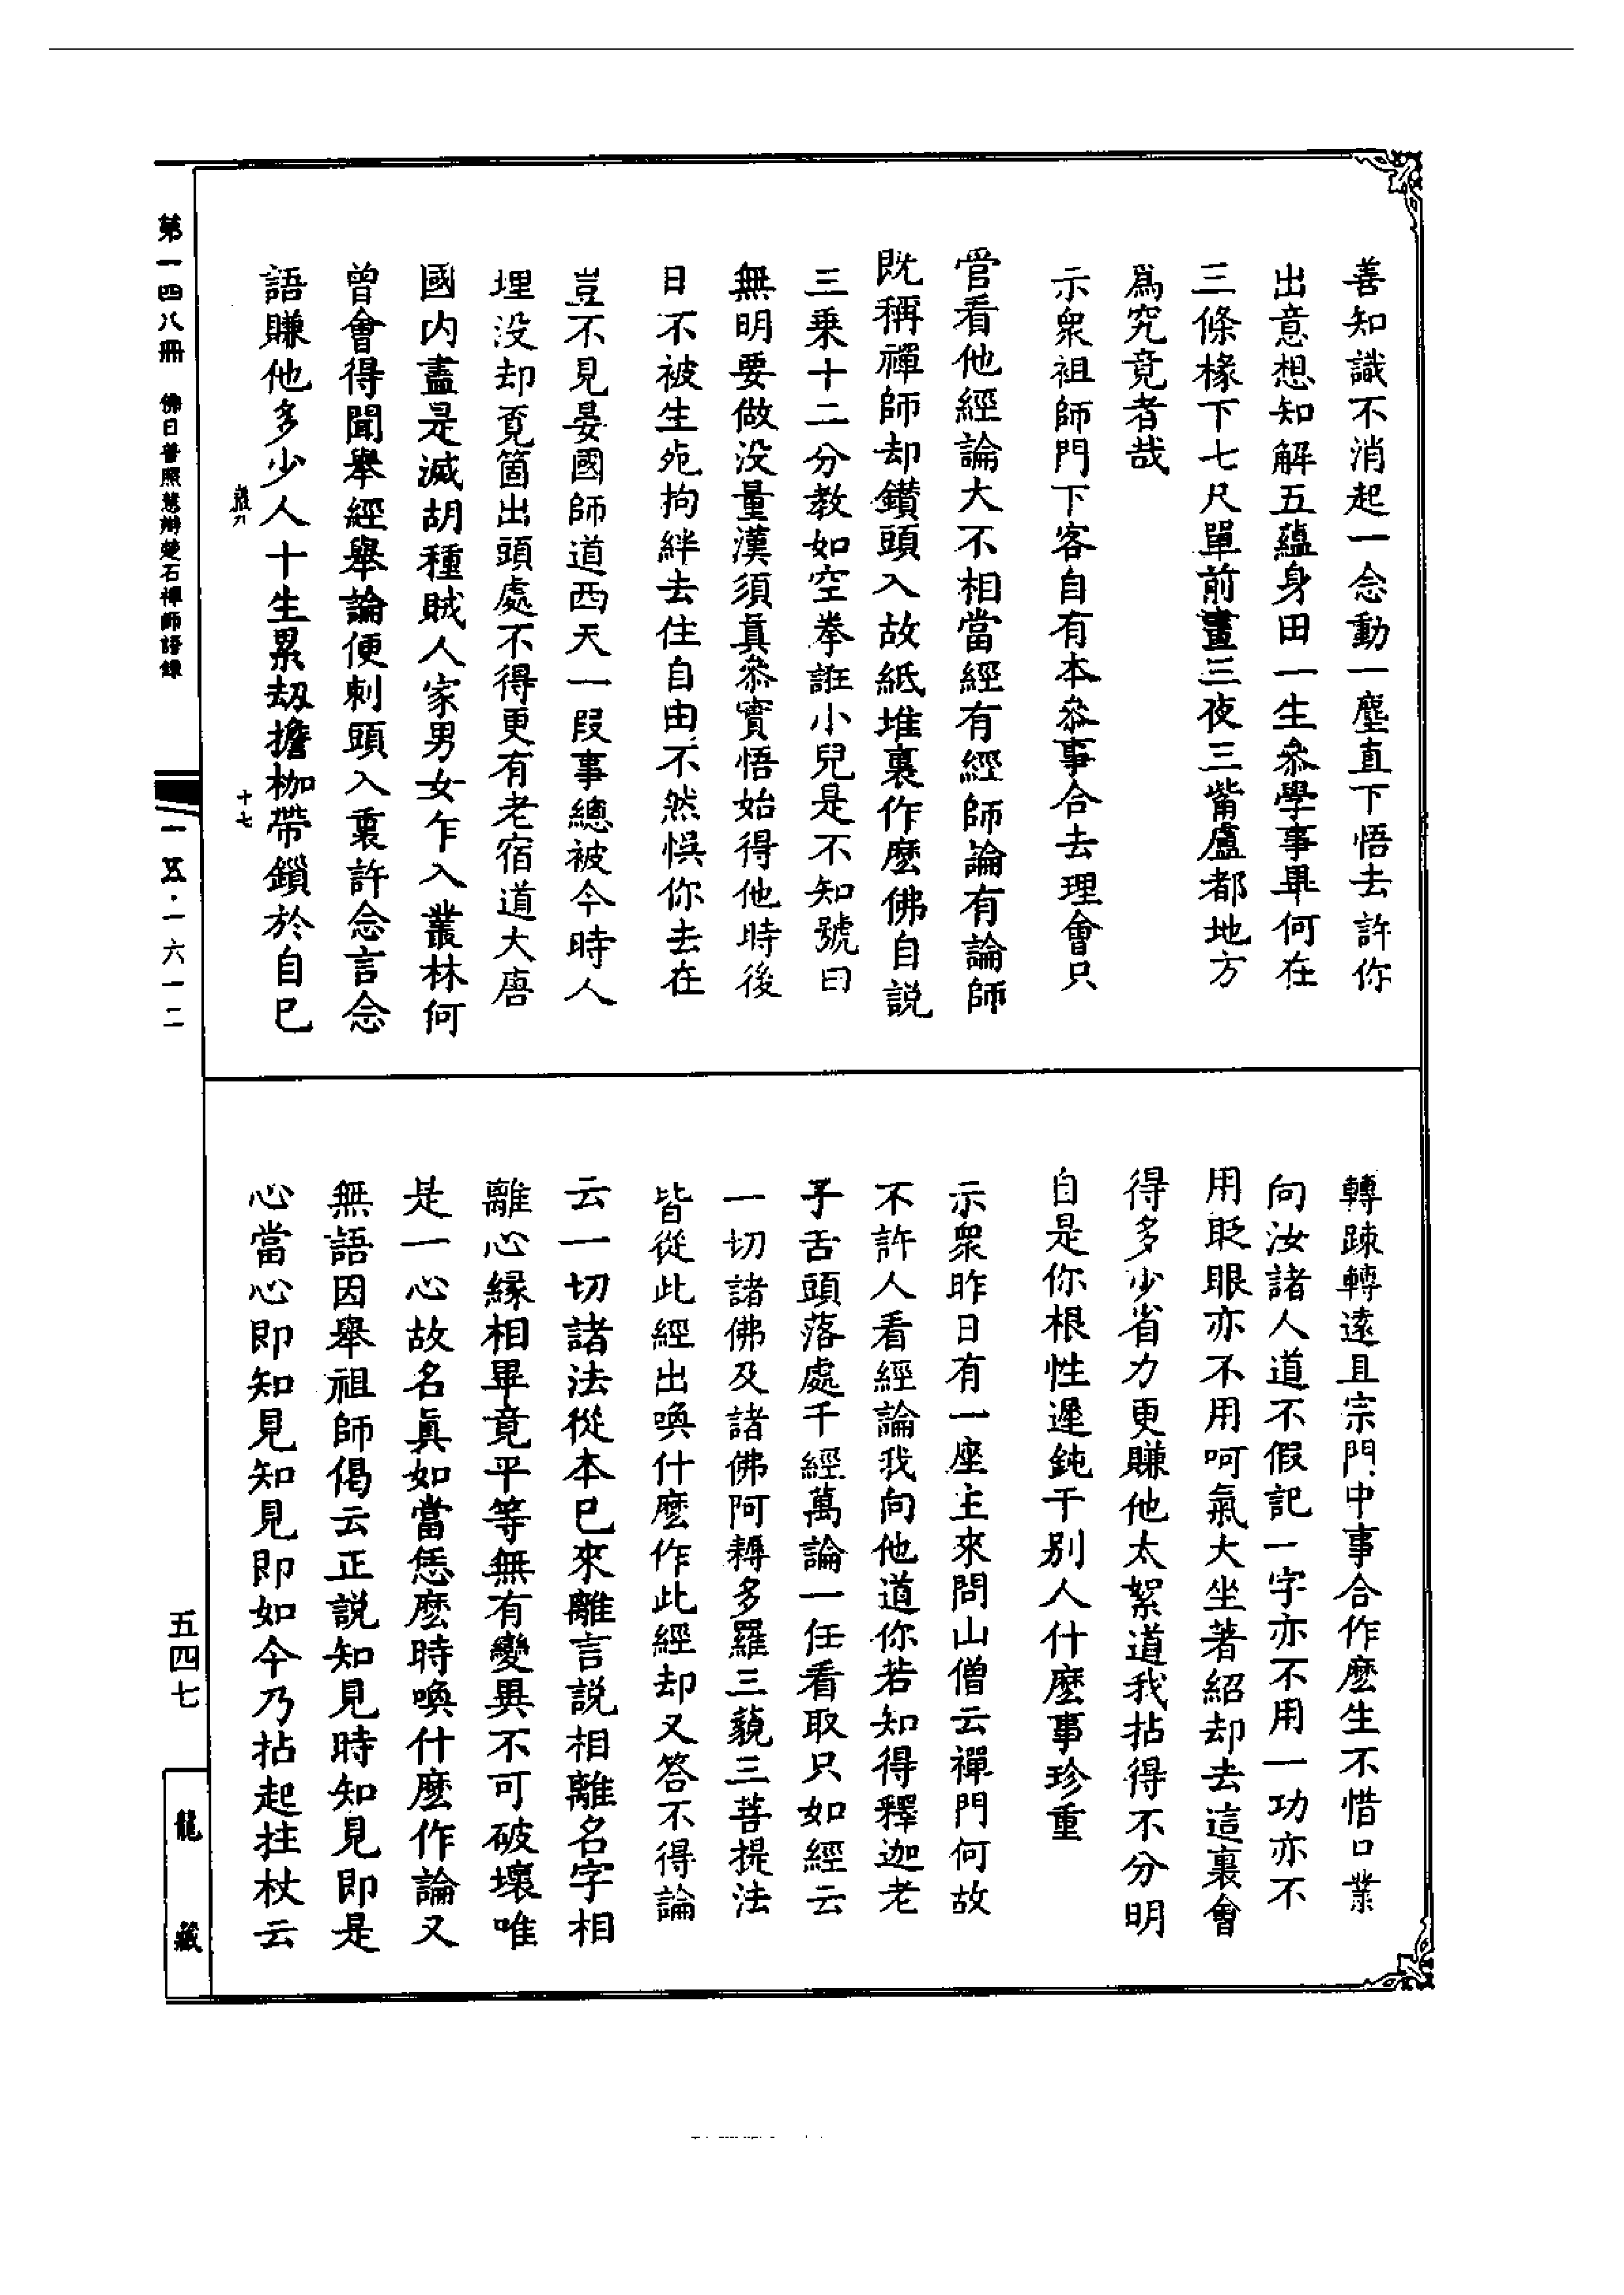 善知識不消起一念動一塵直下悟去許你
出意想知解五蘊身田一生叅學事畢何在
三條椽下七尺單前晝三夜三觜盧都地方
爲究竟者哉
示衆祖師門下客自有本叅事合去理會只
管看他經論大不相當經有經師論有論師
既稱禪師却鑚頭入故紙堆裏作麽佛自說
三乗十二分教如空拳誑小兒是不知號曰
無明要做没量漢須眞叅實悟始得他時後
日不被生死拘絆去住自由不然悞你去在
豈不見晏國師道西天一段事總被今時人
埋没却覓箇出頭處不得更有老宿道大唐
國内盡是滅胡種賊人家男女乍入叢林何
曾會得聞舉經舉論便刺頭入裏許念言念
語賺他多少人十生累劫擔枷帶鎖於自巳
十七
轉踈轉遠且宗門中事合作麽生不惜口業
向汝諸人道不假記一字亦不用一功亦不
用眨眼亦不用呵氣大坐著紹却去這裏會
得多少省力更賺他太絮道我拈得不分明
自是你根性遲鈍干别人什麽事珍重
示衆昨日有一座主來問山僧云禪門何故
不許人看經論我向他道你若知得釋迦老
子舌頭落處千經萬論一任看取只如經云
一切諸佛及諸佛阿耨多羅三藐三菩提法
皆從此經出喚什麽作此經却又答不得論
云一切諸法從本巳來離言說相離名字相
離心緣相畢竟平等無有變異不可破壞唯
是一心故名眞如當恁麽時喚什麽作論又
無語因舉祖師偈云正說知見時知見即是
心當心即知見知見即如今乃拈起拄杖云
第一四八冊　佛日普照慧辯楚石禪師語錄
一五·一六一二
五四七
龍藏